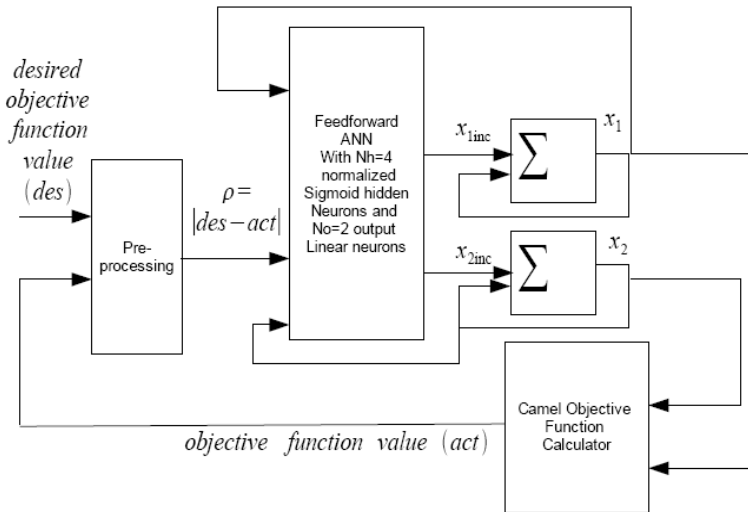 desired
objective
function
value
(des)
Pre-
processing
ρ=
|des−act|
Feedforward
ANN
With Nh=4
normalized
Sigmoid hidden
Neurons and
No=2 output
Linear neurons
x1inc
∑
x1
x2inc
∑
x2
Camel Objective
Function
Calculator
objective function value (act)